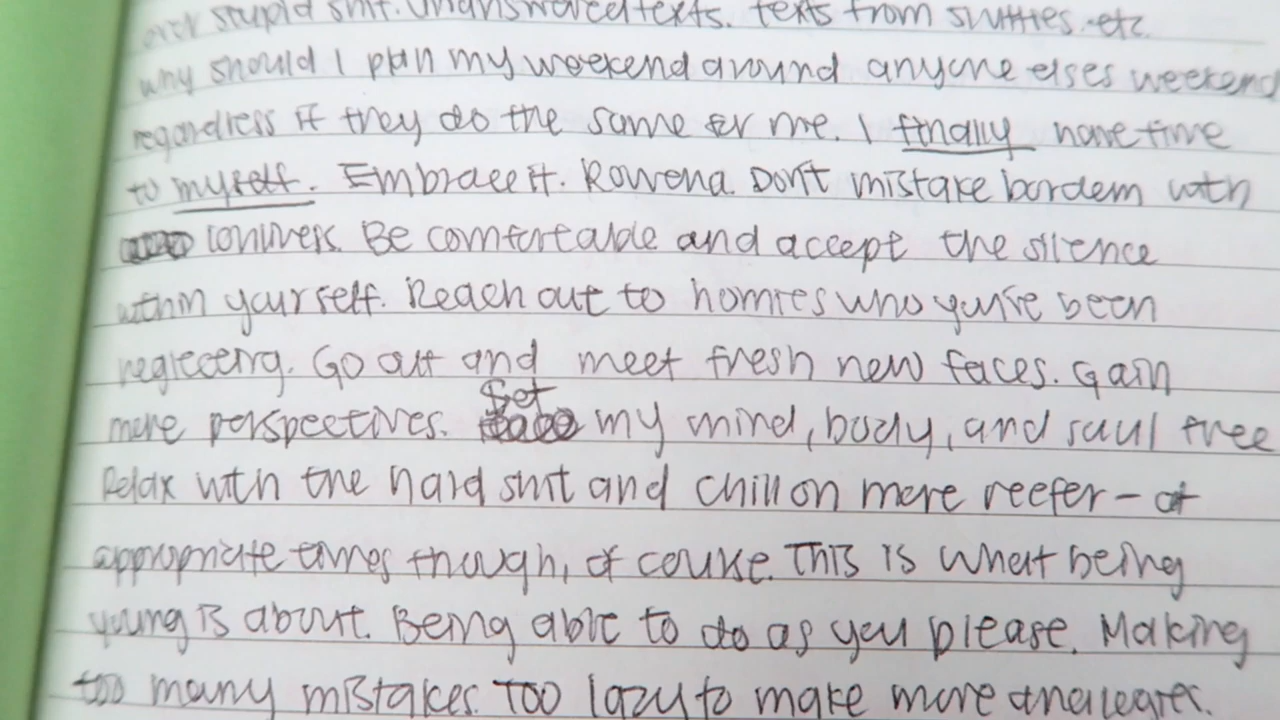 over stupid shit. Unanswered texts. Texts from slutties. etc.
why should I plan my weekend around anyone elses weekend
regardless if they do the same for me. I finally have time
to myself. Embrace it. Rowena. Don't mistake bordem with
Be comfortable and accept the silence
within yourself. Reach out to homies who you've been
neglecting. Go out and meet fresh new faces. Gain
more perspectives. Set my mind, body, and soul free
Relax with the hard shit and chill on more reefer - at
appropriate times though, of course. This is what being
young is about. Being able to do as you please. Making
too many mistakes. Too lazy to make more